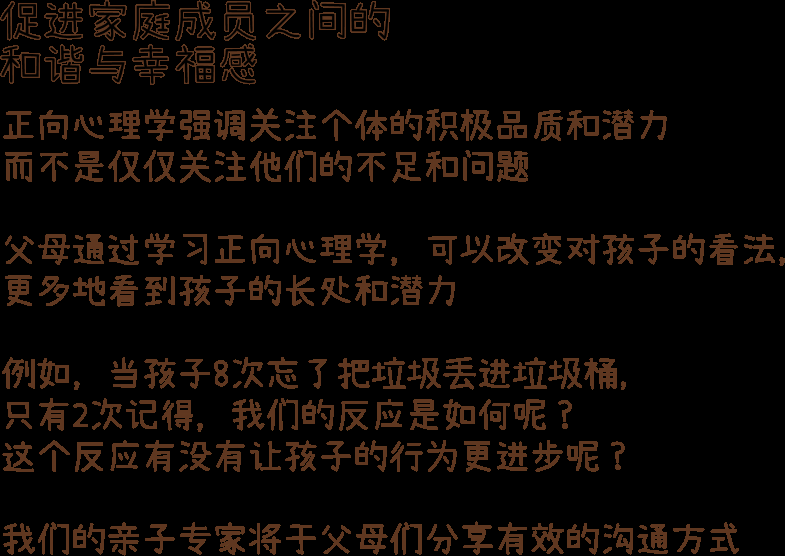 促进家庭成员之间的
和谐与幸福感
正向心理学强调关注个体的积极品质和潜力
而不是仅仅关注他们的不足和问题
父母通过学习正向心理学，可以改变对孩子的看法，
更多地看到孩子的长处和潜力
例如，当孩子8次忘了把垃圾丢进垃圾桶，
只有2次记得，我们的反应是如何呢？
这个反应有没有让孩子的行为更进步呢？
我们的亲子专家将于父母们分享有效的沟通方式